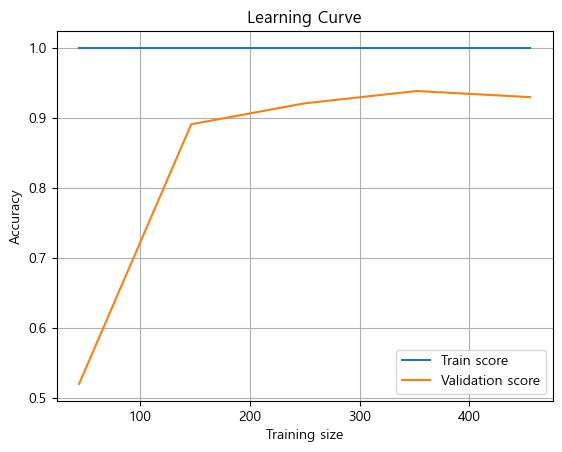 Learning Curve
1.0
0.9
0.8
0.7
0.6
0.5
Accuracy
100
200
300
400
Training size
Train score
Validation score